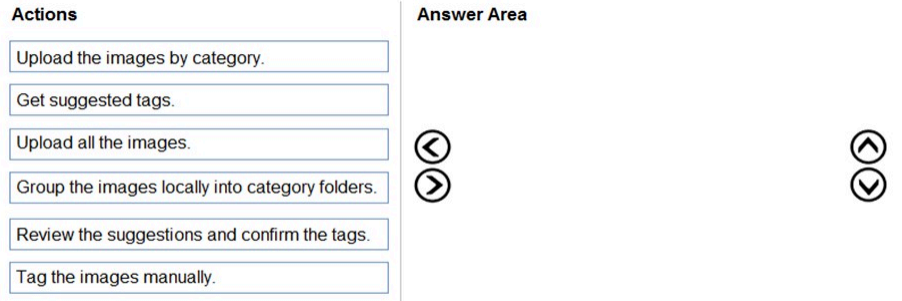 Actions
Answer Area
Upload the images by category.
Get suggested tags.
Upload all the images.
Group the images locally into category folders.
Review the suggestions and confirm the tags.
Tag the images manually.